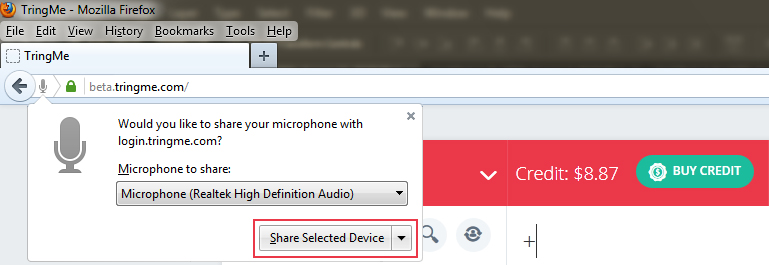 TringMe - Mozilla Firefox
File Edit View History Bookmarks Tools Help
TringMe +
beta.tringme.com/
Would you like to share your microphone with
login.tringme.com?
Microphone to share:
Microphone (Realtek High Definition Audio)
Share Selected Device
Credit: $8.87 BUY CREDIT
+